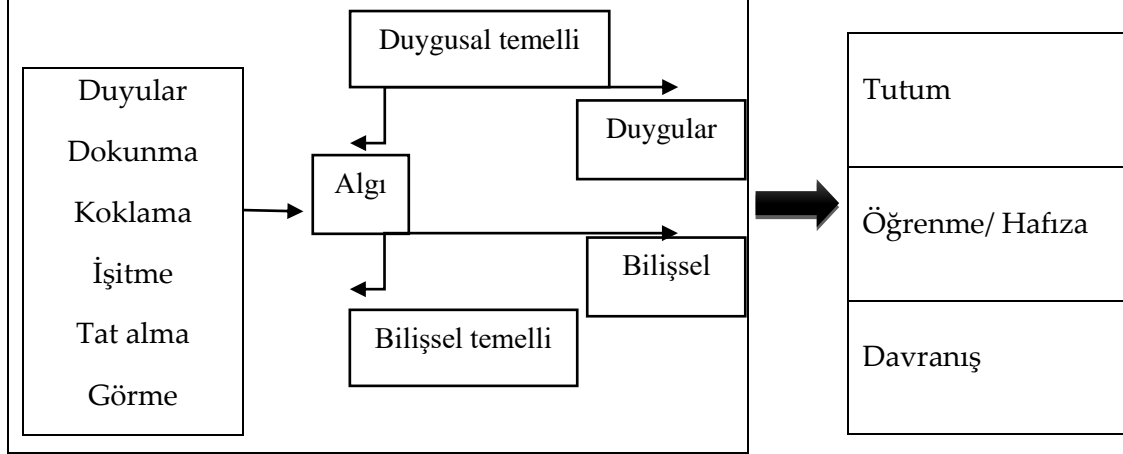 Duyular
Dokunma
Koklama
İşitme
Tat alma
Görme
Duygusal temelli
Duygular
Algı
Bilişsel
Bilişsel temelli
Tutum
Öğrenme/ Hafıza
Davranış